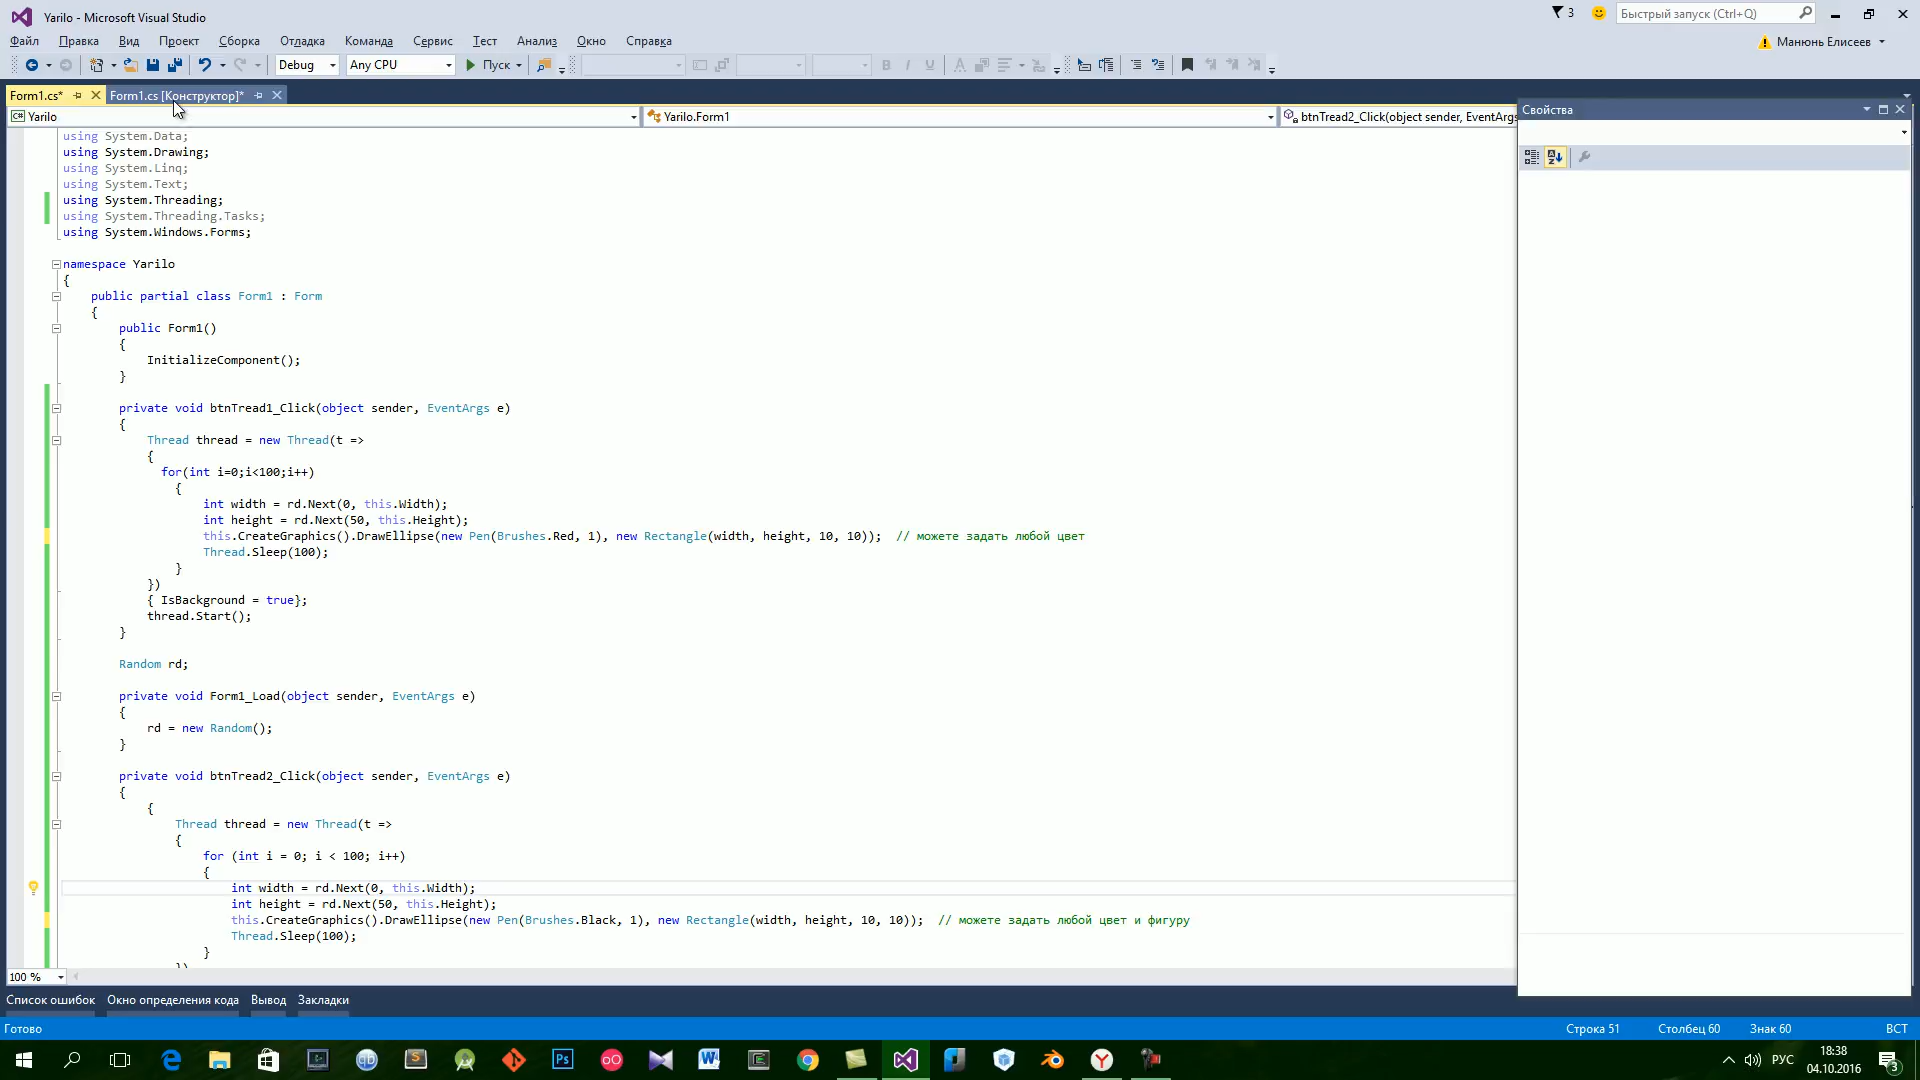 Yarilo - Microsoft Visual Studio
3
Быстрый запуск (Ctrl+Q)
Файл Правка Вид Проект Сборка Отладка Команда Сервис Тест Анализ Окно Справка
Манюнь Елисеев
Debug Any CPU Пуск
Form1.cs* Form1.cs [Конструктор]*
Yarilo Yarilo.Form1 btnTread2_Click(object sender, EventArgs
Свойства
using System.Data;
using System.Drawing;
using System.Linq;
using System.Text;
using System.Threading;
using System.Threading.Tasks;
using System.Windows.Forms;
namespace Yarilo
{
public partial class Form1 : Form
{
public Form1()
{
InitializeComponent();
}
private void btnTread1_Click(object sender, EventArgs e)
{
Thread thread = new Thread(t =>
{
for(int i=0;i<100;i++)
{
int width = rd.Next(0, this.Width);
int height = rd.Next(50, this.Height);
this.CreateGraphics().DrawEllipse(new Pen(Brushes.Red, 1), new Rectangle(width, height, 10, 10)); // можете задать любой цвет
Thread.Sleep(100);
}
})
{ IsBackground = true};
thread.Start();
}
Random rd;
private void Form1_Load(object sender, EventArgs e)
{
rd = new Random();
}
private void btnTread2_Click(object sender, EventArgs e)
{
{
Thread thread = new Thread(t =>
{
for (int i = 0; i < 100; i++)
{
int width = rd.Next(0, this.Width);
int height = rd.Next(50, this.Height);
this.CreateGraphics().DrawEllipse(new Pen(Brushes.Black, 1), new Rectangle(width, height, 10, 10)); // можете задать любой цвет и фигуру
Thread.Sleep(100);
}
})
100 %
Список ошибок Окно определения кода Вывод Закладки
Готово Строка 51 Столбец 60 Знак 60 ВСТ
РУС 18:38
04.10.2016 3